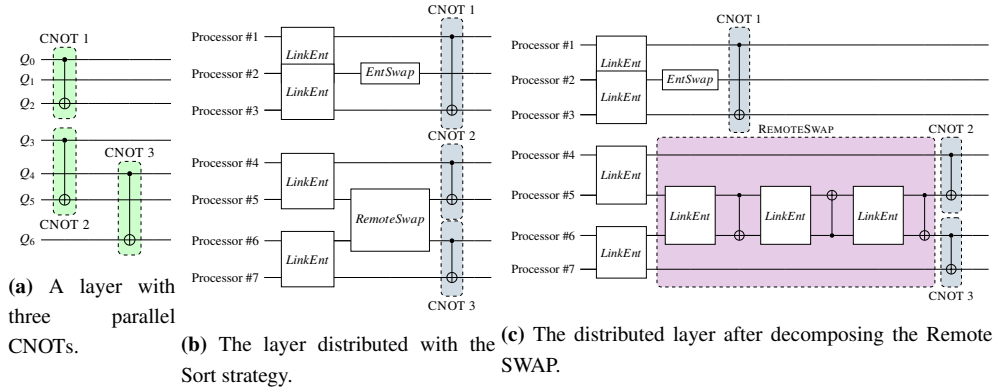 CNOT 1
Q0
Q1
Q2
Q3
Q4
CNOT 3
Q5
CNOT 2
Q6
(a) A layer with
three parallel
CNOTs.
CNOT 1
Processor #1
LinkEnt
Processor #2
EntSwap
LinkEnt
Processor #3
CNOT 2
Processor #4
LinkEnt
Processor #5
RemoteSwap
Processor #6
LinkEnt
Processor #7
CNOT 3
(b) The layer distributed with the
Sort strategy.
CNOT 1
Processor #1
LinkEnt
Processor #2
EntSwap
LinkEnt
Processor #3
REMOTESWAP
CNOT 2
Processor #4
LinkEnt
Processor #5
LinkEnt LinkEnt LinkEnt
Processor #6
LinkEnt
Processor #7
CNOT 3
(c) The distributed layer after decomposing the Remote
SWAP.